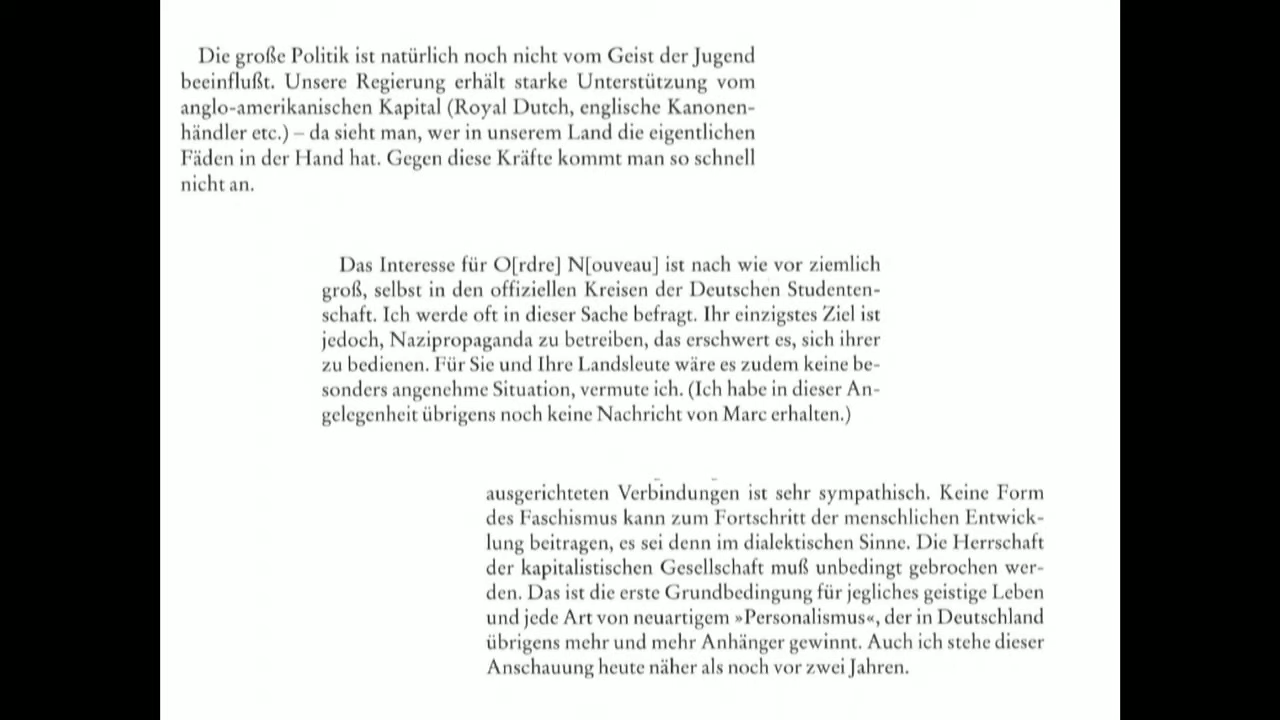 Die große Politik ist natürlich noch nicht vom Geist der Jugend
beeinflußt. Unsere Regierung erhält starke Unterstützung vom
anglo-amerikanischen Kapital (Royal Dutch, englische Kanonen-
händler etc.) – da sieht man, wer in unserem Land die eigentlichen
Fäden in der Hand hat. Gegen diese Kräfte kommt man so schnell
nicht an.
Das Interesse für O[rdre] N[ouveau] ist nach wie vor ziemlich
groß, selbst in den offiziellen Kreisen der Deutschen Studenten-
schaft. Ich werde oft in dieser Sache befragt. Ihr einzigstes Ziel ist
jedoch, Nazipropaganda zu betreiben, das erschwert es, sich ihrer
zu bedienen. Für Sie und Ihre Landsleute wäre es zudem keine be-
sonders angenehme Situation, vermute ich. (Ich habe in dieser An-
gelegenheit übrigens noch keine Nachricht von Marc erhalten.)
ausgerichteten Verbindungen ist sehr sympathisch. Keine Form
des Faschismus kann zum Fortschritt der menschlichen Entwick-
lung beitragen, es sei denn im dialektischen Sinne. Die Herrschaft
der kapitalistischen Gesellschaft muß unbedingt gebrochen wer-
den. Das ist die erste Grundbedingung für jegliches geistige Leben
und jede Art von neuartigem »Personalismus«, der in Deutschland
übrigens mehr und mehr Anhänger gewinnt. Auch ich stehe dieser
Anschauung heute näher als noch vor zwei Jahren.